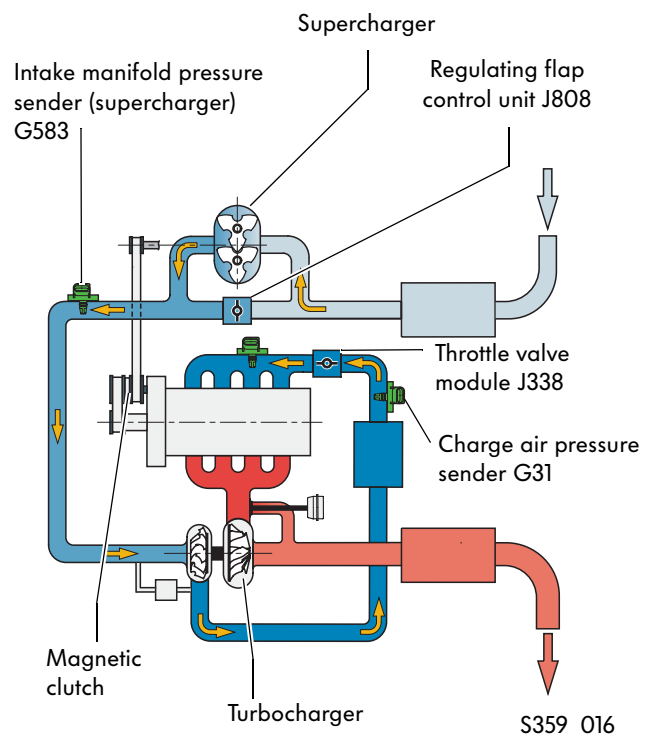 Supercharger
Intake manifold pressure
sender (supercharger)
G583
Regulating flap
control unit J808
Throttle valve
module J338
Charge air pressure
sender G31
Magnetic
clutch
Turbocharger
S359_016